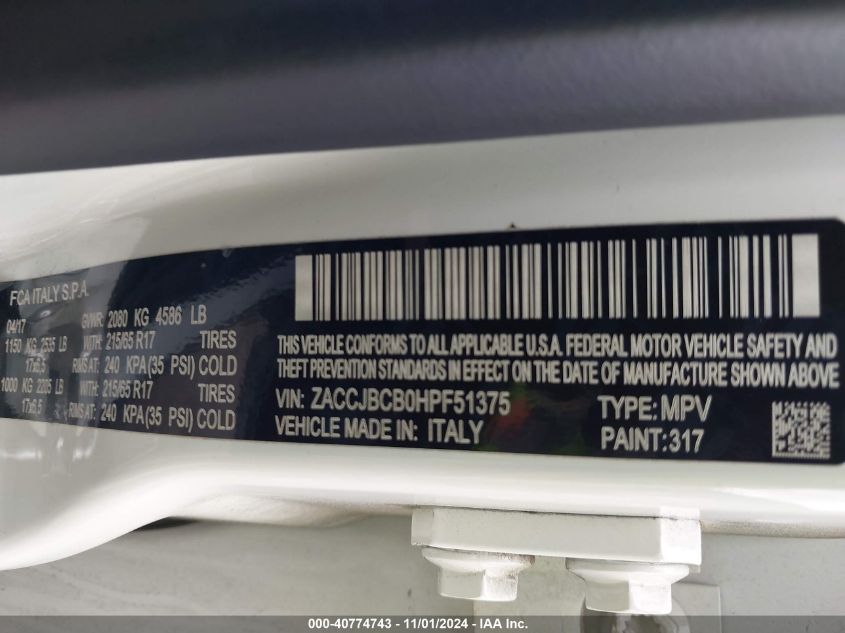 FCA ITALY S.P.A.
04/17 GVWR: 2080 KG 4586 LB
1150 KG 2535 LB WITH: 215/65 R17 TIRES
17x6.5 RIMS AT: 240 KPA(35 PSI) COLD
1000 KG 2205 LB WITH: 215/65 R17 TIRES
17x6.5 RIMS AT: 240 KPA(35 PSI) COLD
THIS VEHICLE CONFORMS TO ALL APPLICABLE U.S.A. FEDERAL MOTOR VEHICLE SAFETY AND
THEFT PREVENTION STANDARDS IN EFFECT ON THE DATE OF MANUFACTURE SHOWN ABOVE
VIN: ZACCJBCB0HPF51375 TYPE: MPV
VEHICLE MADE IN: ITALY PAINT:317
000-40774743 - 11/01/2024 - IAA Inc.